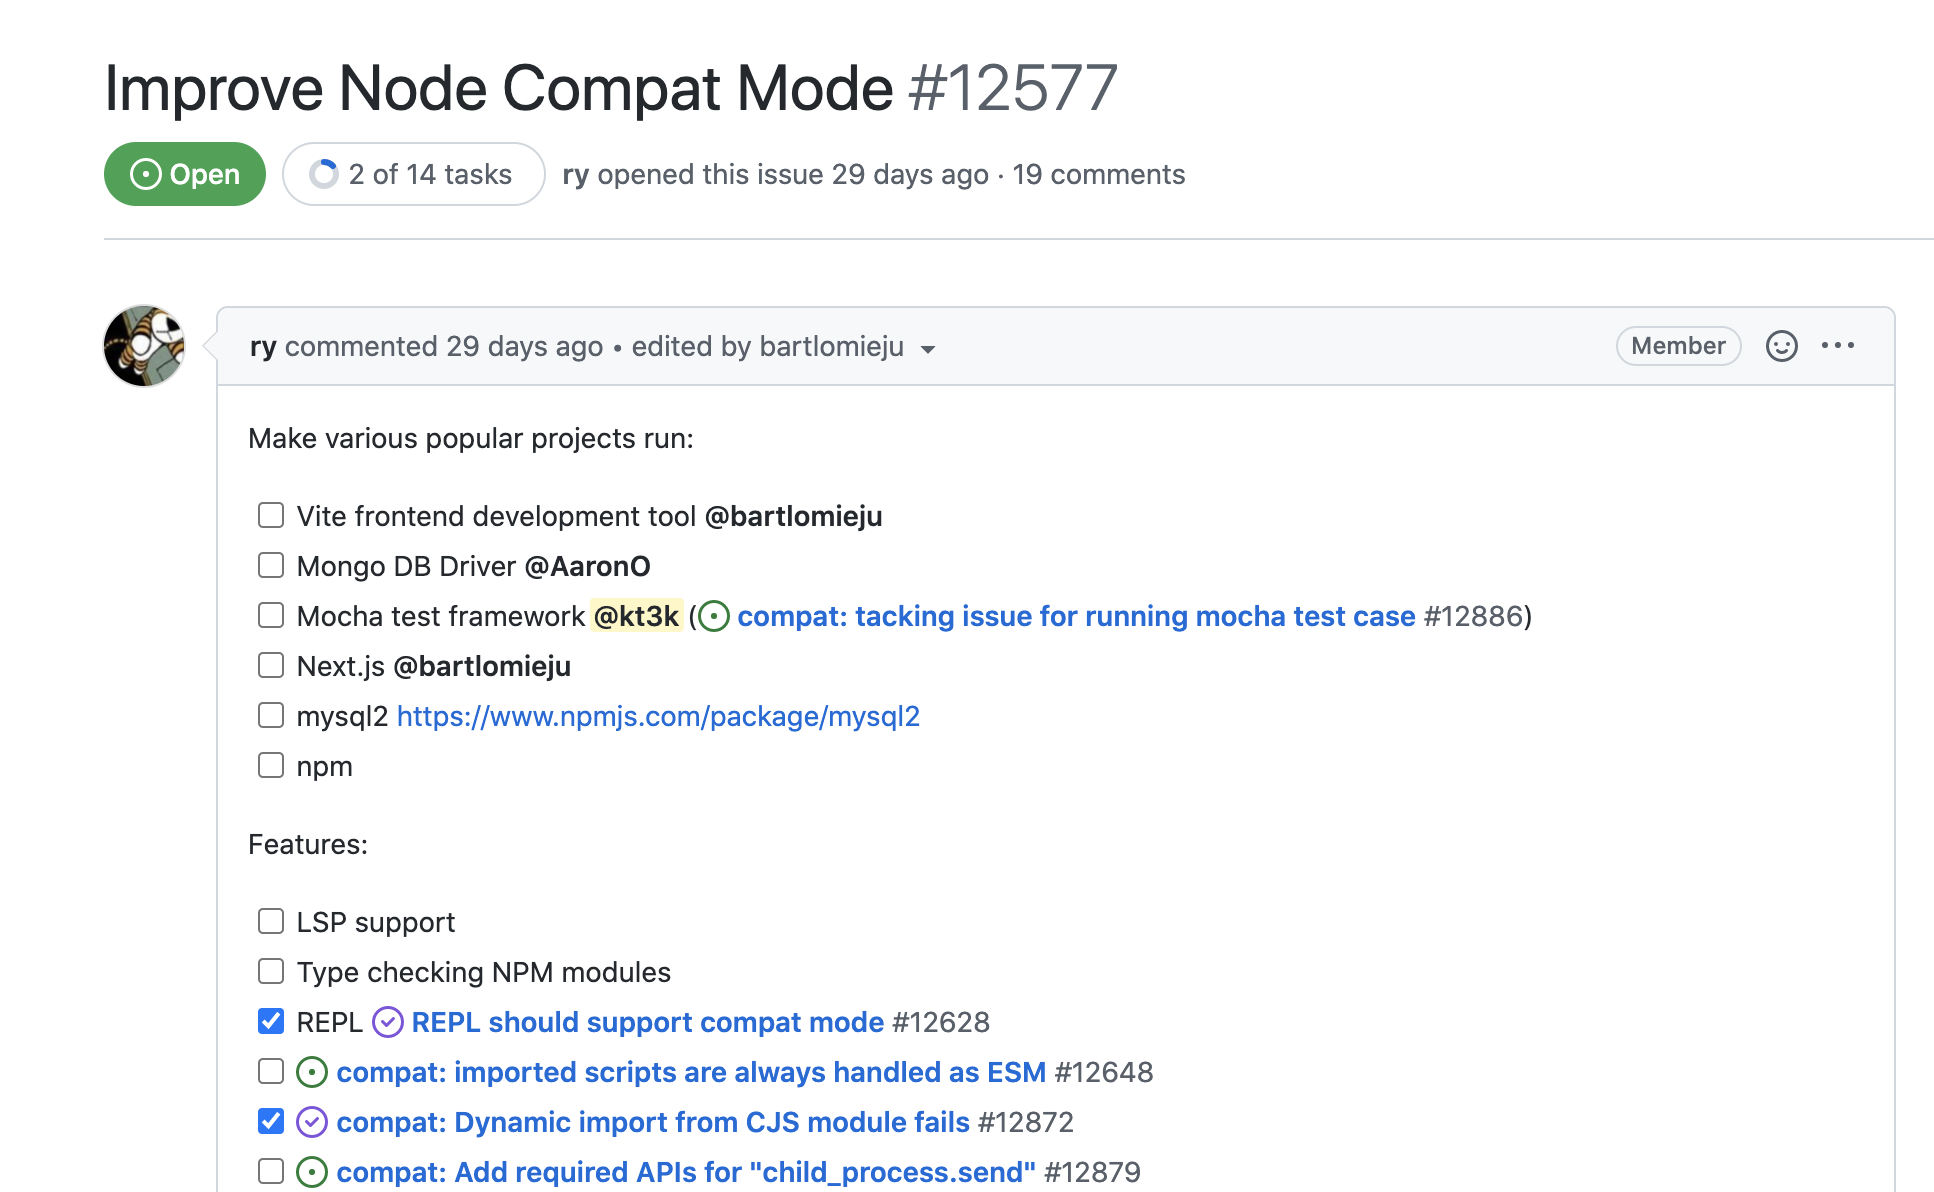 Improve Node Compat Mode #12577
Open 2 of 14 tasks ry opened this issue 29 days ago · 19 comments
ry commented 29 days ago • edited by bartlomieju Member
Make various popular projects run:
Vite frontend development tool @bartlomieju
Mongo DB Driver @AaronO
Mocha test framework @kt3k (compat: tacking issue for running mocha test case #12886)
Next.js @bartlomieju
mysql2 https://www.npmjs.com/package/mysql2
npm
Features:
LSP support
Type checking NPM modules
REPL REPL should support compat mode #12628
compat: imported scripts are always handled as ESM #12648
compat: Dynamic import from CJS module fails #12872
compat: Add required APIs for "child_process.send" #12879